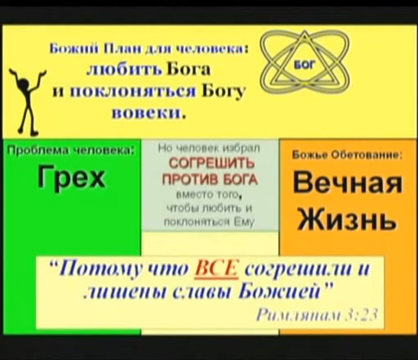 Божий План для человека:
любить Бога
и поклоняться Богу
вовеки.
БОГ
Проблема человека:
Грех
Но человек избрал
СОГРЕШИТЬ
ПРОТИВ БОГА
вместо того,
чтобы любить и
поклоняться Ему
Божье Обетование:
Вечная
Жизнь
“Потому что ВСЕ согрешили и
лишены славы Божией”
Римлянам 3:23